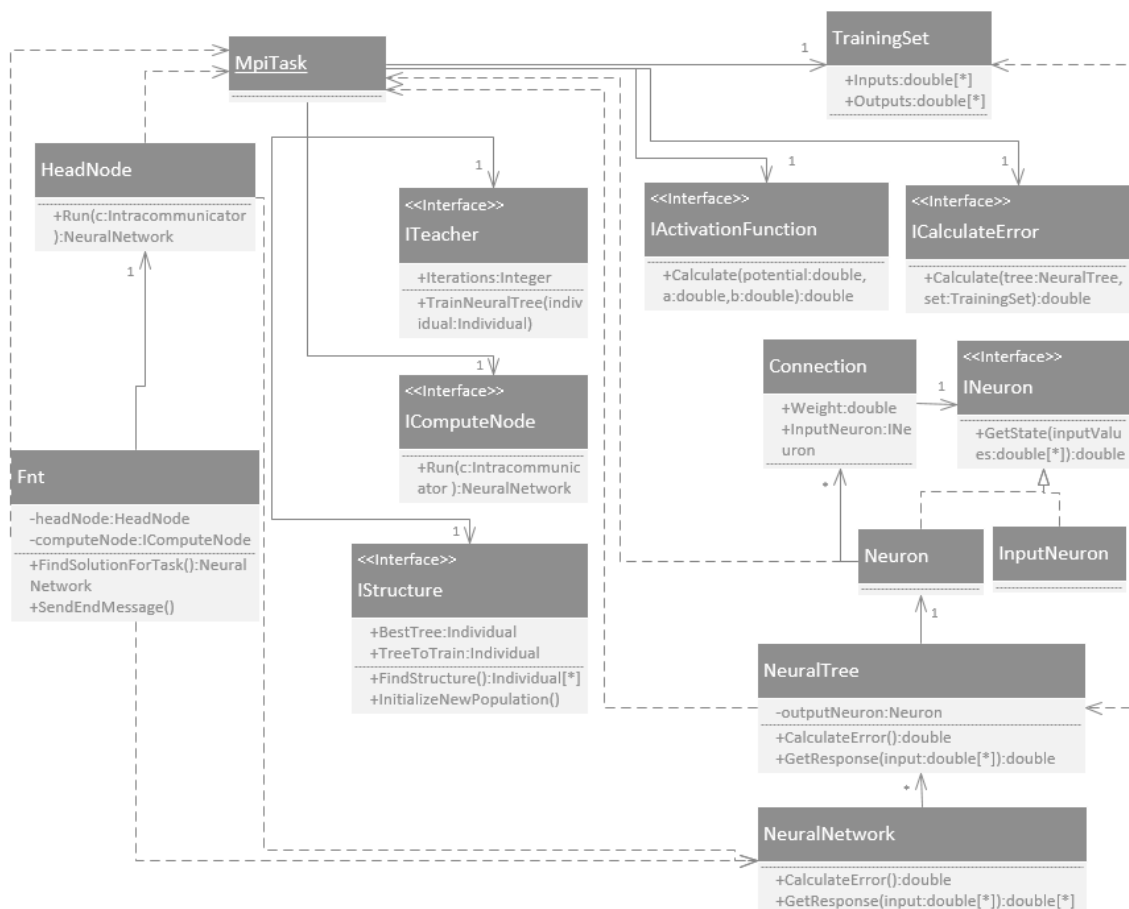 MpiTask
TrainingSet
+Inputs:double[*]
+Outputs:double[*]
1
HeadNode
+Run(c:Intracommunicator
):NeuralNetwork
1
1
<<Interface>>
ITeacher
+Iterations:Integer
+TrainNeuralTree(indiv
idual:Individual)
1
<<Interface>>
IActivationFunction
+Calculate(potential:double,
a:double,b:double):double
1
<<Interface>>
ICalculateError
+Calculate(tree:NeuralTree,
set:TrainingSet):double
1
<<Interface>>
IComputeNode
+Run(c:Intracommunic
ator ):NeuralNetwork
Connection
+Weight:double
+InputNeuron:INe
uron
1
<<Interface>>
INeuron
+GetState(inputValu
es:double[*]):double
Fnt
-headNode:HeadNode
-computeNode:IComputeNode
+FindSolutionForTask():Neural
Network
+SendEndMessage()
1
<<Interface>>
IStructure
+BestTree:Individual
+TreeToTrain:Individual
+FindStructure():Individual[*]
+InitializeNewPopulation()
*
Neuron
InputNeuron
1
NeuralTree
-outputNeuron:Neuron
+CalculateError():double
+GetResponse(input:double[*]):double
*
NeuralNetwork
+CalculateError():double
+GetResponse(input:double[*]):double[*]